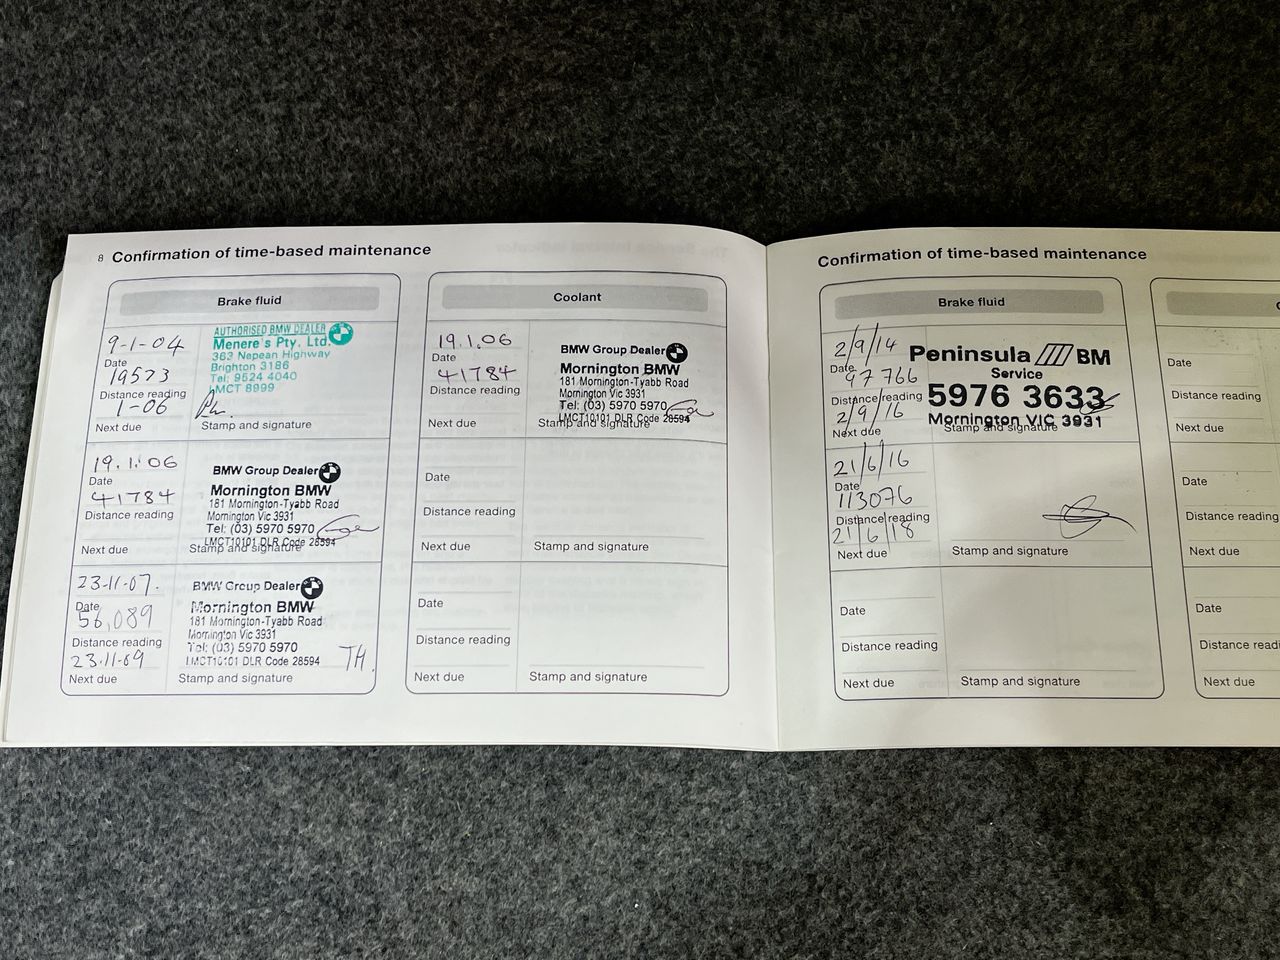 8 Confirmation of time-based maintenance
Brake fluid
9-1-04
Date
19573
Distance reading
1-06
Next due
AUTHORISED BMW DEALER
Menere's Pty. Ltd.
363 Nepean Highway
Brighton 3186
Tel: 9524 4040
LMCT 8999
Stamp and signature
19.1.06
Date
41784
Distance reading
Next due
BMW Group Dealer
Mornington BMW
181 Mornington-Tyabb Road
Mornington Vic 3931
Tel: (03) 5970 5970
LMCT10101 DLR Code 28594
Stamp and signature
23-11-07.
Date
56,089
Distance reading
23-11-09
Next due
BMW Group Dealer
Mornington BMW
181 Mornington-Tyabb Road
Mornington Vic 3931
Tel: (03) 5970 5970
LMCT10101 DLR Code 28594
TH.
Stamp and signature
Coolant
19.1.06
Date
41784
Distance reading
Next due
BMW Group Dealer
Mornington BMW
181 Mornington-Tyabb Road
Mornington Vic 3931
Tel: (03) 5970 5970
LMCT10101 DLR Code 28594
Stamp and signature
Date
Distance reading
Next due
Stamp and signature
Date
Distance reading
Next due
Stamp and signature
Confirmation of time-based maintenance
Brake fluid
2/9/14
Date
97766
Distance reading
2/9/16
Next due
Peninsula BM
Service
5976 3633
Mornington VIC 3931
Stamp and signature
21/6/16
Date
113076
Distance reading
21/6/18
Next due
Stamp and signature
Date
Distance reading
Next due
Stamp and signature
Date
Distance reading
Next due
Date
Distance reading
Next due
Date
Distance readi
Next due